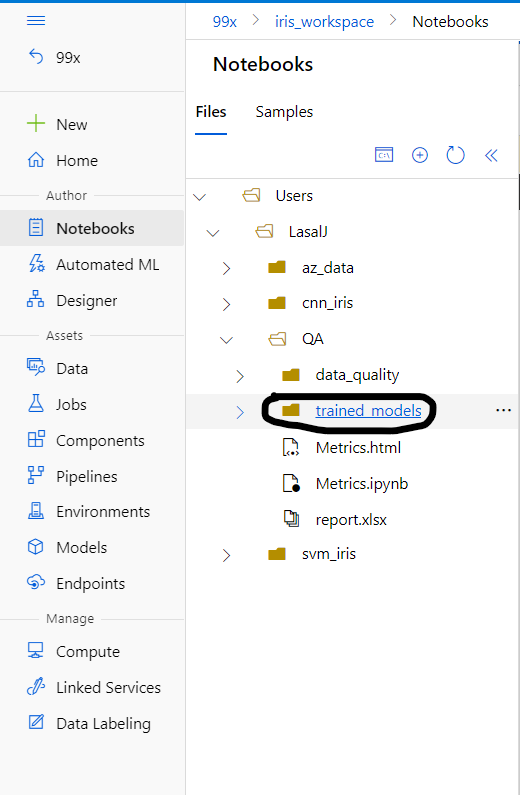 99x > iris_workspace > Notebooks
99x
New
Home
Author
Notebooks
Automated ML
Designer
Assets
Data
Jobs
Components
Pipelines
Environments
Models
Endpoints
Manage
Compute
Linked Services
Data Labeling
Notebooks
Files Samples
Users
LasalJ
az_data
cnn_iris
QA
data_quality
trained_models
Metrics.html
Metrics.ipynb
report.xlsx
svm_iris